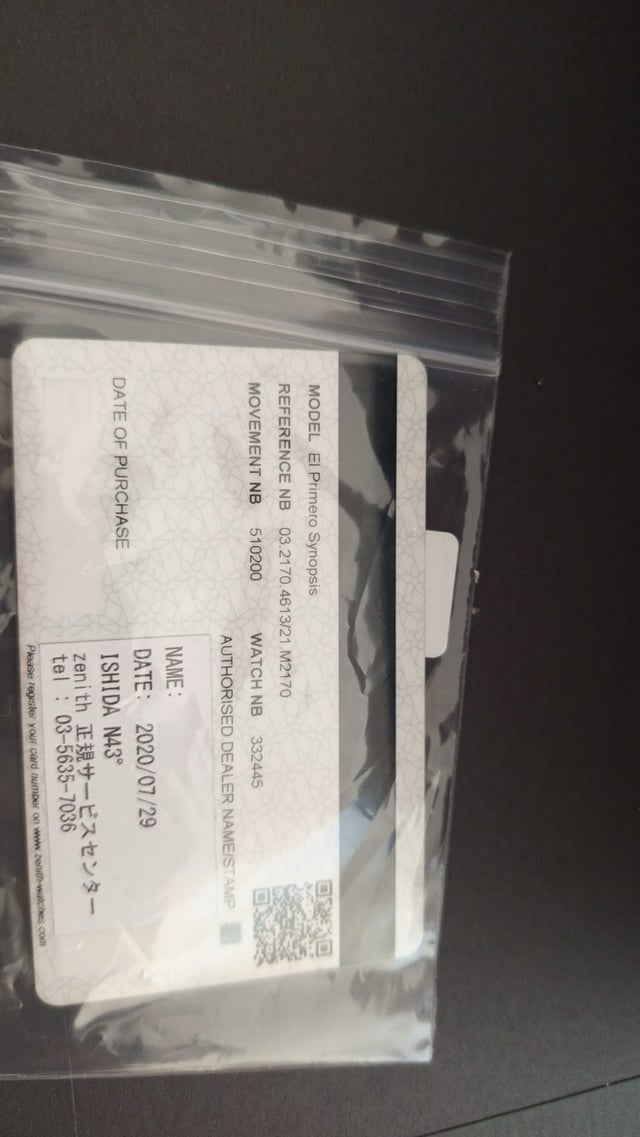 MODEL El Primero Synopsis
REFERENCE NB 03.2170.4613/21.M2170
MOVEMENT NB 510200 WATCH NB 332445
AUTHORISED DEALER NAME/STAMP
DATE OF PURCHASE
NAME:
DATE: 2020/07/29
ISHIDA N43°
zenith 正規サービスセンター
tel : 03-5635-7036
Please register your card number on www.zenith-watches.com